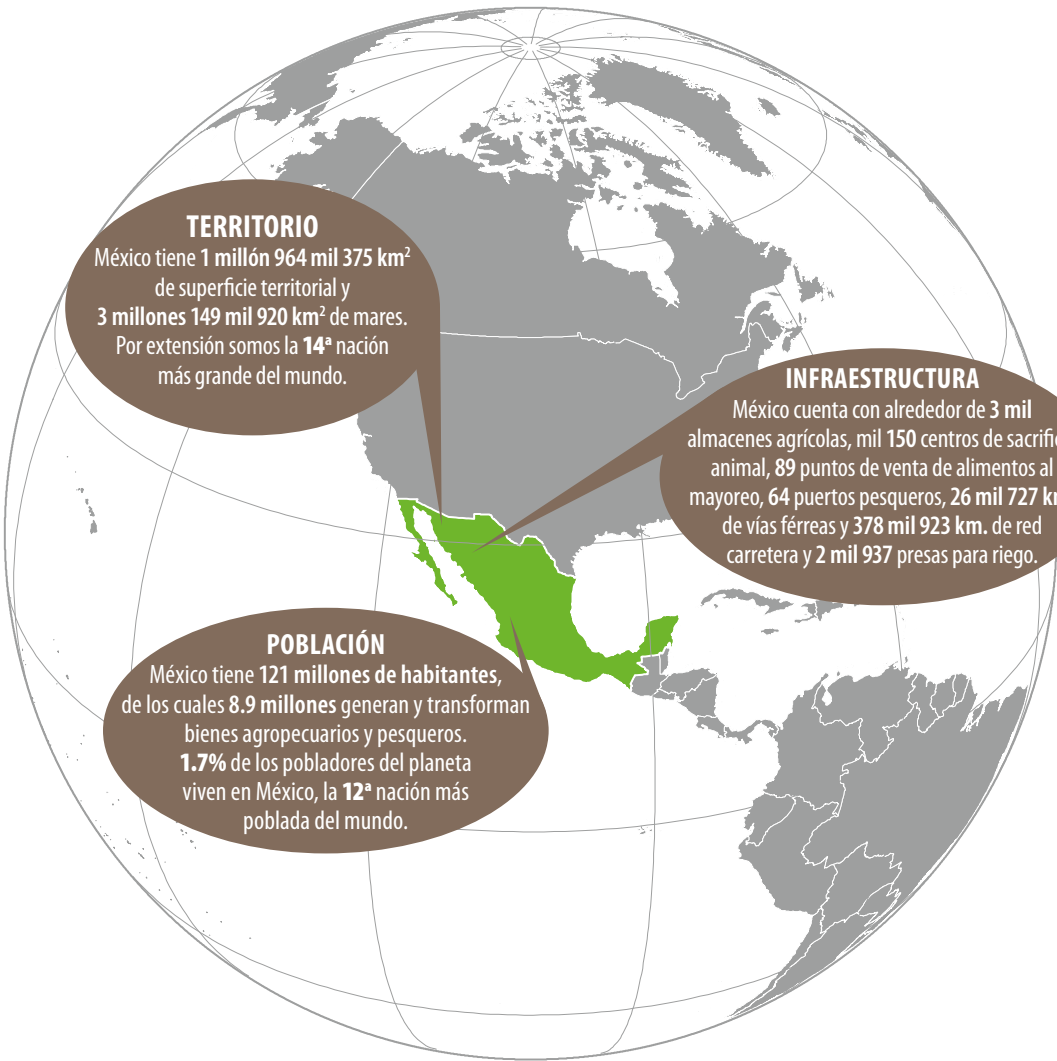 TERRITORIO
México tiene 1 millón 964 mil 375 km²
de superficie territorial y
3 millones 149 mil 920 km² de mares.
Por extensión somos la 14ª nación
más grande del mundo.
INFRAESTRUCTURA
México cuenta con alrededor de 3 mil
almacenes agrícolas, mil 150 centros de sacrifi
animal, 89 puntos de venta de alimentos al
mayoreo, 64 puertos pesqueros, 26 mil 727 k
de vías férreas y 378 mil 923 km. de red
carretera y 2 mil 937 presas para riego.
POBLACIÓN
México tiene 121 millones de habitantes,
de los cuales 8.9 millones generan y transforman
bienes agropecuarios y pesqueros.
1.7% de los pobladores del planeta
viven en México, la 12ª nación más
poblada del mundo.